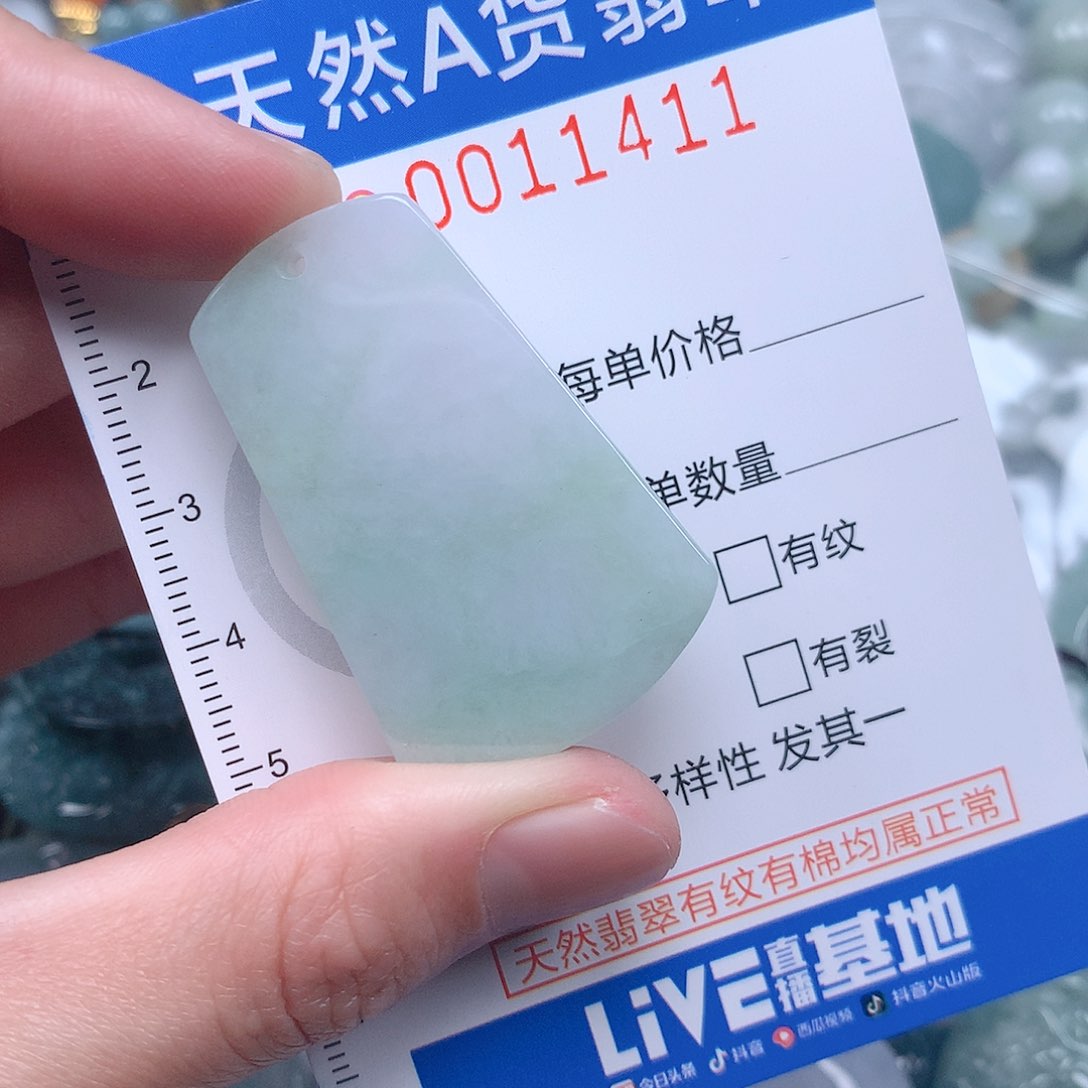 天然A货翡翠
0011411
2
3
4
5
每单价格
单数量
有纹
有裂
多样性 发其一
天然翡翠有纹有棉均属正常
LiVE直播基地
今日头条 抖音 西瓜视频 抖音火山版